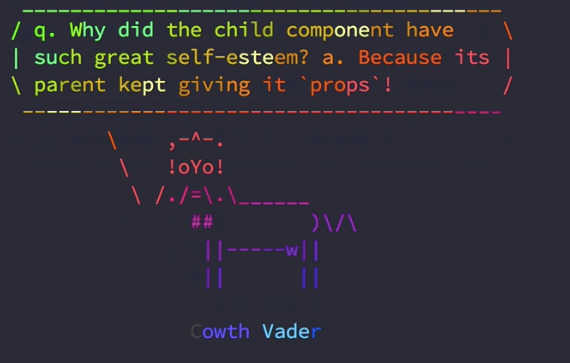 / q. Why did the child component have \
| such great self-esteem? a. Because its |
\ parent kept giving it `props`! /
,-^-.
!oYo!
/./=\.\______
## )\/\
||-----w||
|| ||
Cowth Vader